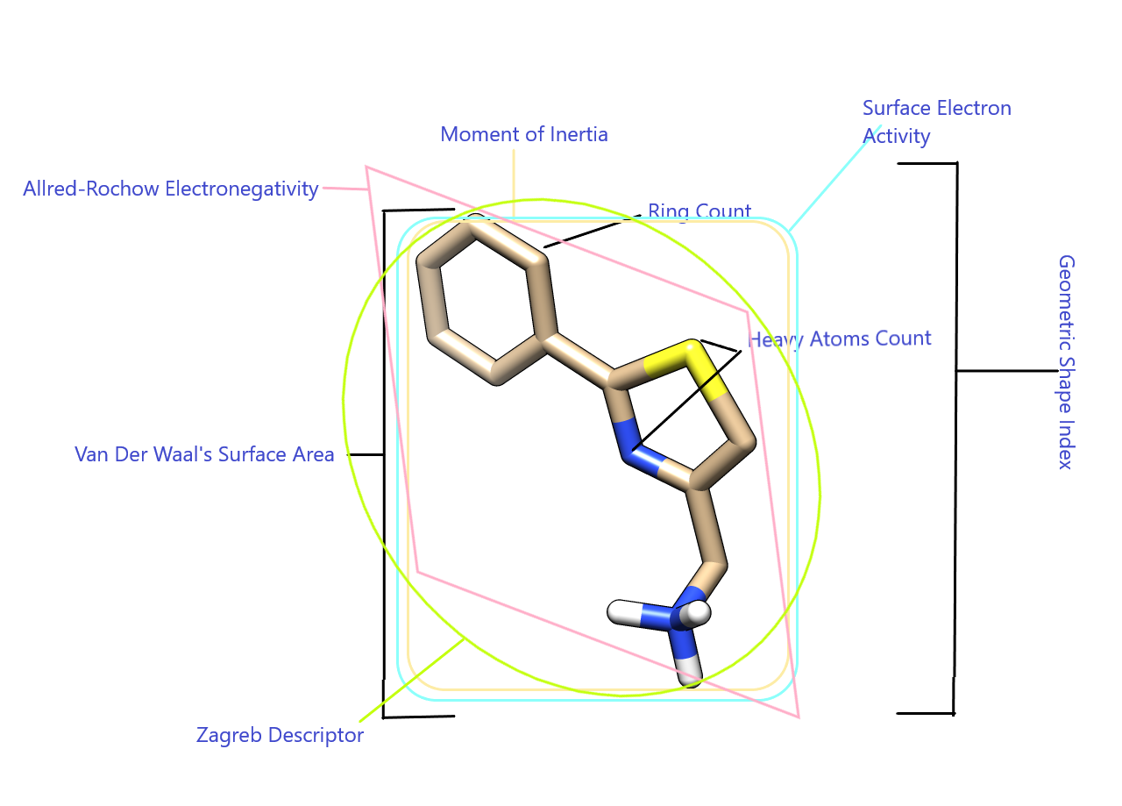 Surface Electron
Activity
Moment of Inertia
Allred-Rochow Electronegativity
Ring Count
Geometric Shape Index
Heavy Atoms Count
Van Der Waal's Surface Area
Zagreb Descriptor